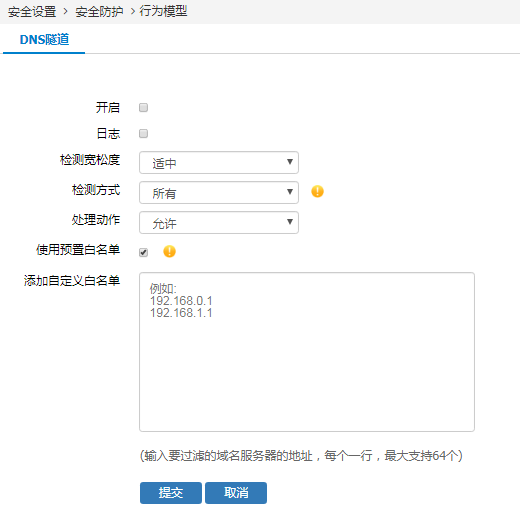 安全设置 > 安全防护 > 行为模型
DNS隧道
开启
日志
检测宽松度 适中
检测方式 所有
处理动作 允许
使用预置白名单
添加自定义白名单 例如:
192.168.0.1
192.168.1.1
(输入要过滤的域名服务器的地址，每个一行，最大支持64个)
提交 取消